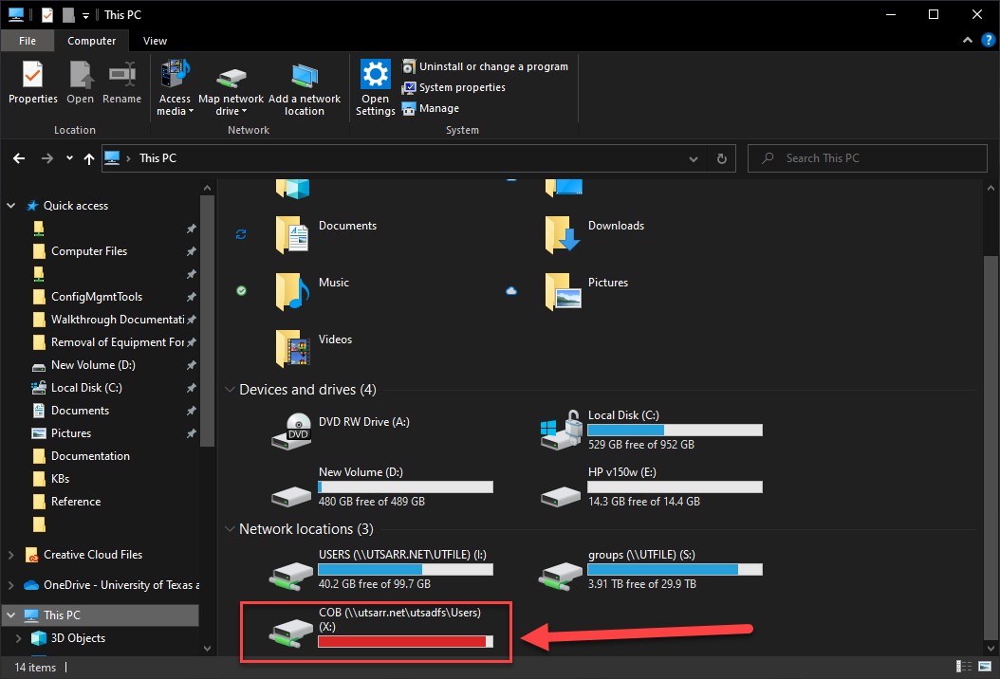 This PC
File
Computer
View
Properties
Open
Rename
Access media
Map network drive
Add a network location
Open Settings
Uninstall or change a program
System properties
Manage
Location
Network
System
This PC
Search This PC
Quick access
Computer Files
ConfigMgmtTools
Walkthrough Documentati
Removal of Equipment For
New Volume (D:)
Local Disk (C:)
Documents
Pictures
Documentation
KBs
Reference
Creative Cloud Files
OneDrive - University of Texas a
This PC
3D Objects
Documents
Downloads
Music
Pictures
Videos
Devices and drives (4)
DVD RW Drive (A:)
DVD
Local Disk (C:)
529 GB free of 952 GB
New Volume (D:)
480 GB free of 489 GB
HP v150w (E:)
14.3 GB free of 14.4 GB
Network locations (3)
USERS (\\UTSARR.NET\UTFILE) (I:)
40.2 GB free of 99.7 GB
groups (\\UTFILE) (S:)
3.91 TB free of 29.9 TB
COB (\\utsarr.net\utsadfs\Users)
(X:)
14 items